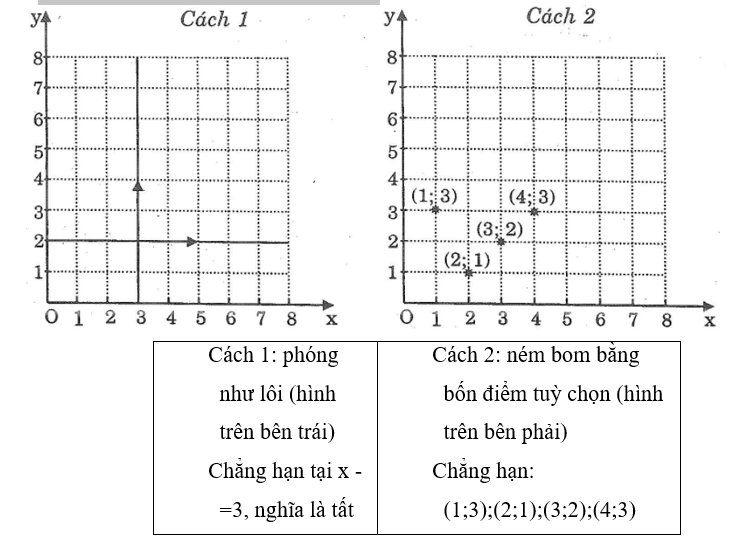 Cách 1
y
8
7
6
5
4
3
2
1
O 1 2 3 4 5 6 7 8 x
Cách 2
y
8
7
6
5
4
3
2
1
(1; 3)
(4; 3)
(3; 2)
(2; 1)
O 1 2 3 4 5 6 7 8 x
Cách 1: phóng
như lôi (hình
trên bên trái)
Chẳng hạn tại x -
=3, nghĩa là tất
Cách 2: ném bom bằng
bốn điểm tuỳ chọn (hình
trên bên phải)
Chẳng hạn:
(1;3);(2;1);(3;2);(4;3)